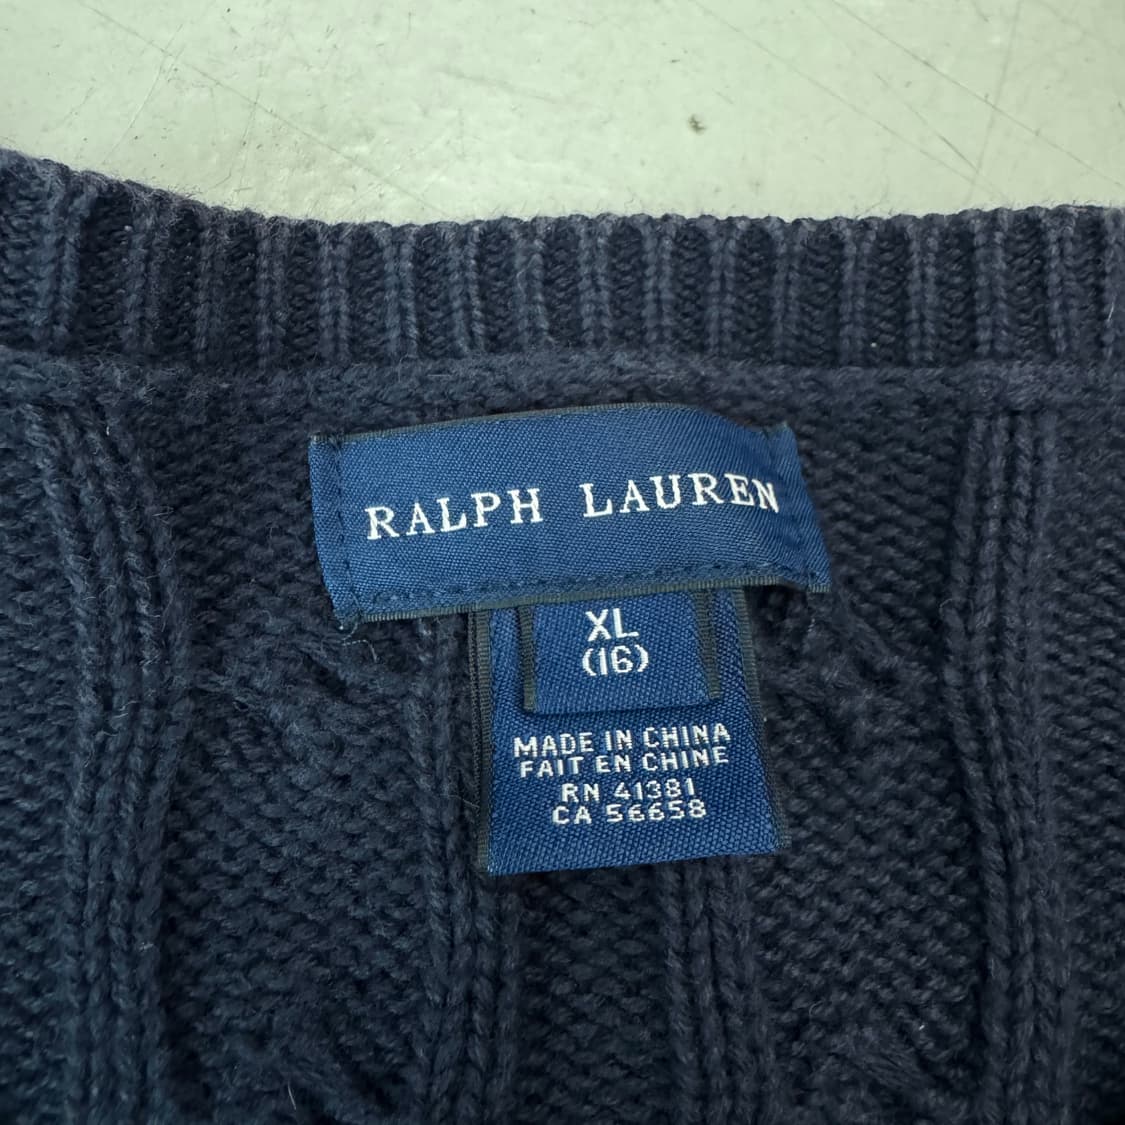 RALPH LAUREN
XL
(16)
MADE IN CHINA
FAIT EN CHINE
RN 41381
CA 56658